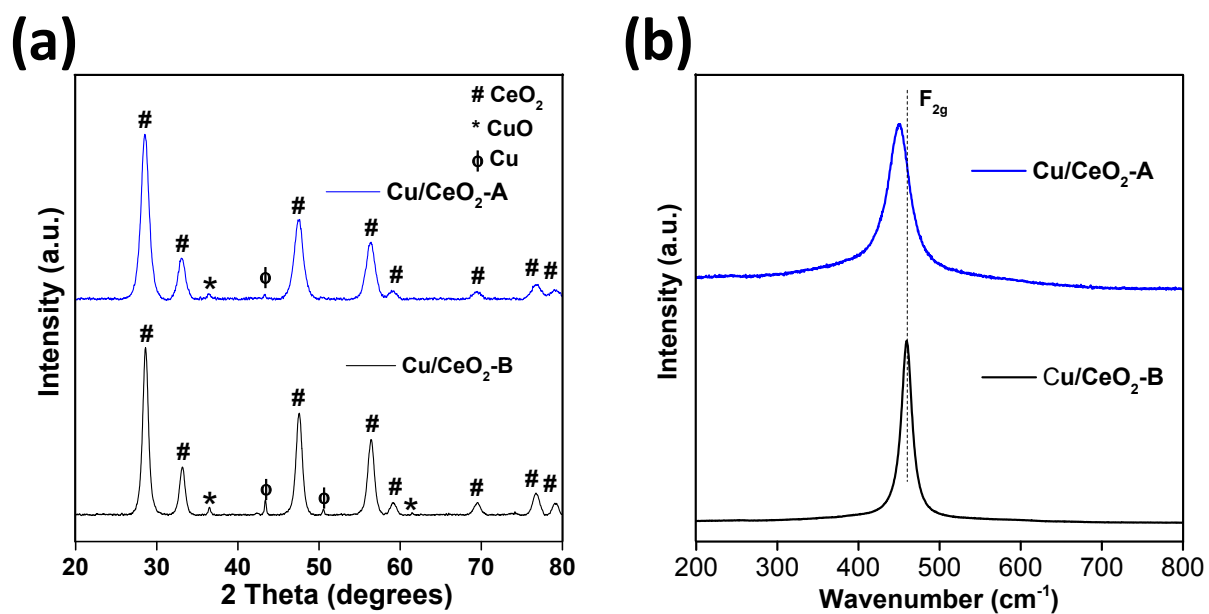 (a)
# CeO₂
* CuO
ϕ Cu
Cu/CeO₂-A
# # # # # # # #
* ϕ
Cu/CeO₂-B
# # # # # # # #
* ϕ ϕ *
Intensity (a.u.)
20 30 40 50 60 70 80
2 Theta (degrees)
(b)
F₂g
Cu/CeO₂-A
Cu/CeO₂-B
Intensity (a.u.)
200 300 400 500 600 700 800
Wavenumber (cm⁻¹)